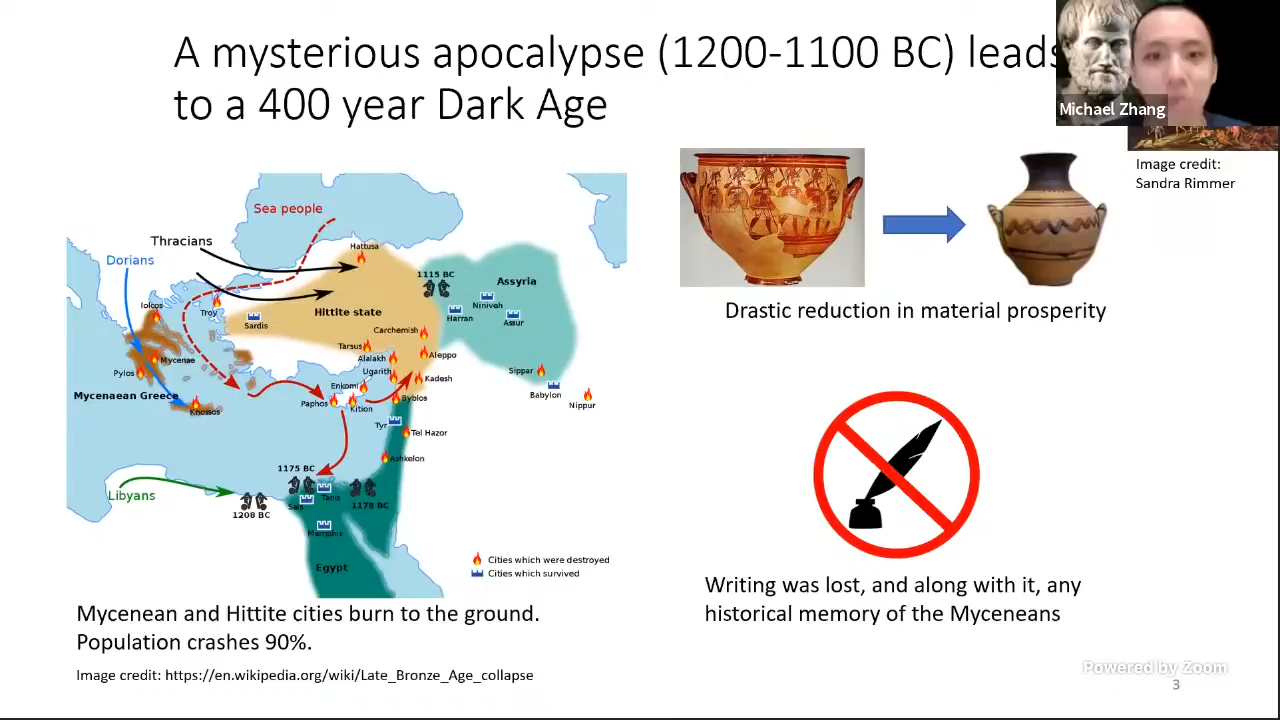 A mysterious apocalypse (1200-1100 BC) leads
to a 400 year Dark Age
Michael Zhang
Image credit:
Sandra Rimmer
Sea people
Thracians
Dorians
Hattusa
1115 BC
Assyria
Iolcos
Troy
Hittite state
Sardis
Harran
Niniveh
Assur
Carchemish
Tarsus
Alalakh
Aleppo
Mycenae
Pylos
Ugarith
Sippar
Enkomi
Kadesh
Babylon
Mycenaean Greece
Knossos
Paphos
Kition
Byblos
Nippur
Tyr
Tel Hazor
Ashkelon
1175 BC
Libyans
Tanis
Sais
1178 BC
1208 BC
Memphis
Egypt
Cities which were destroyed
Cities which survived
Drastic reduction in material prosperity
Mycenean and Hittite cities burn to the ground.
Population crashes 90%.
Image credit: https://en.wikipedia.org/wiki/Late_Bronze_Age_collapse
Writing was lost, and along with it, any
historical memory of the Myceneans
Powered by Zoom
3